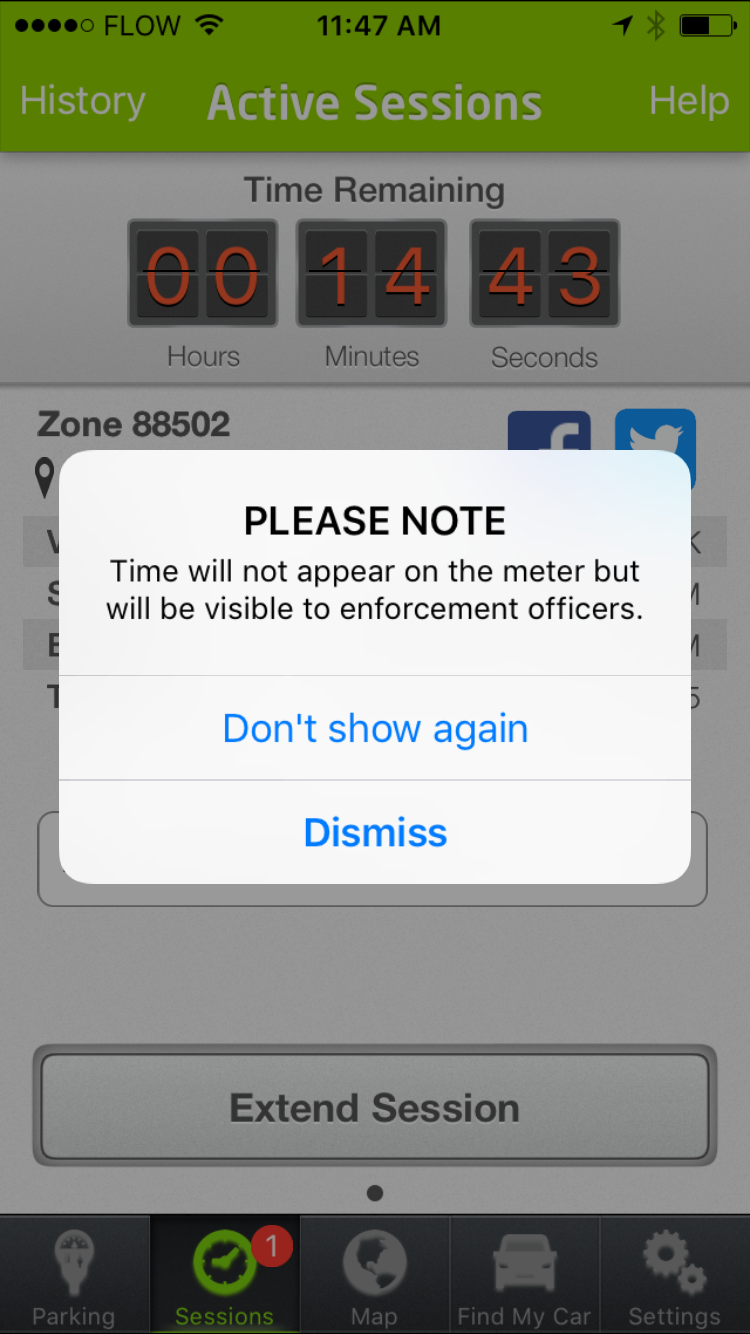 FLOW 11:47 AM
History Active Sessions Help
Time Remaining
00 14 43
Hours Minutes Seconds
Zone 88502
PLEASE NOTE
Time will not appear on the meter but
will be visible to enforcement officers.
Don't show again
Dismiss
Extend Session
1
Parking Sessions Map Find My Car Settings